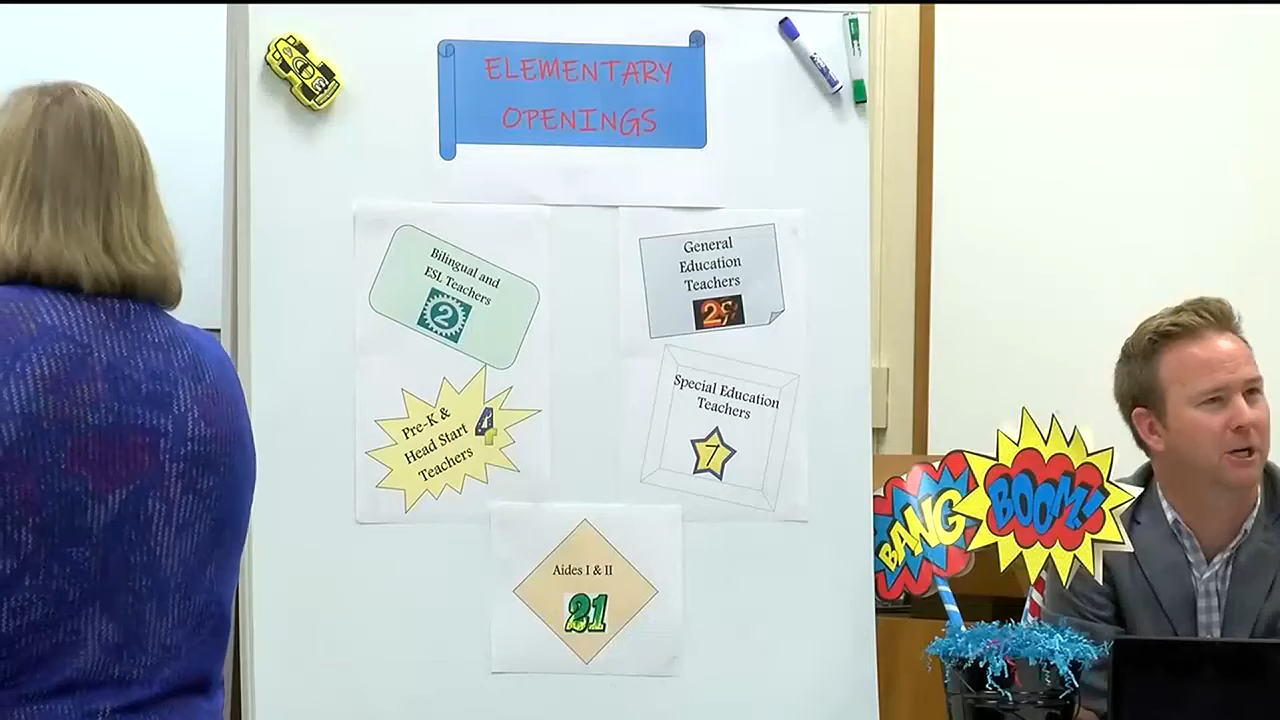 ELEMENTARY
OPENINGS
Bilingual and
ESL Teachers
2
General
Education
Teachers
Pre-K &
Head Start
Teachers
4
Special Education
Teachers
7
Aides I & II
21
BANG
BOOM!